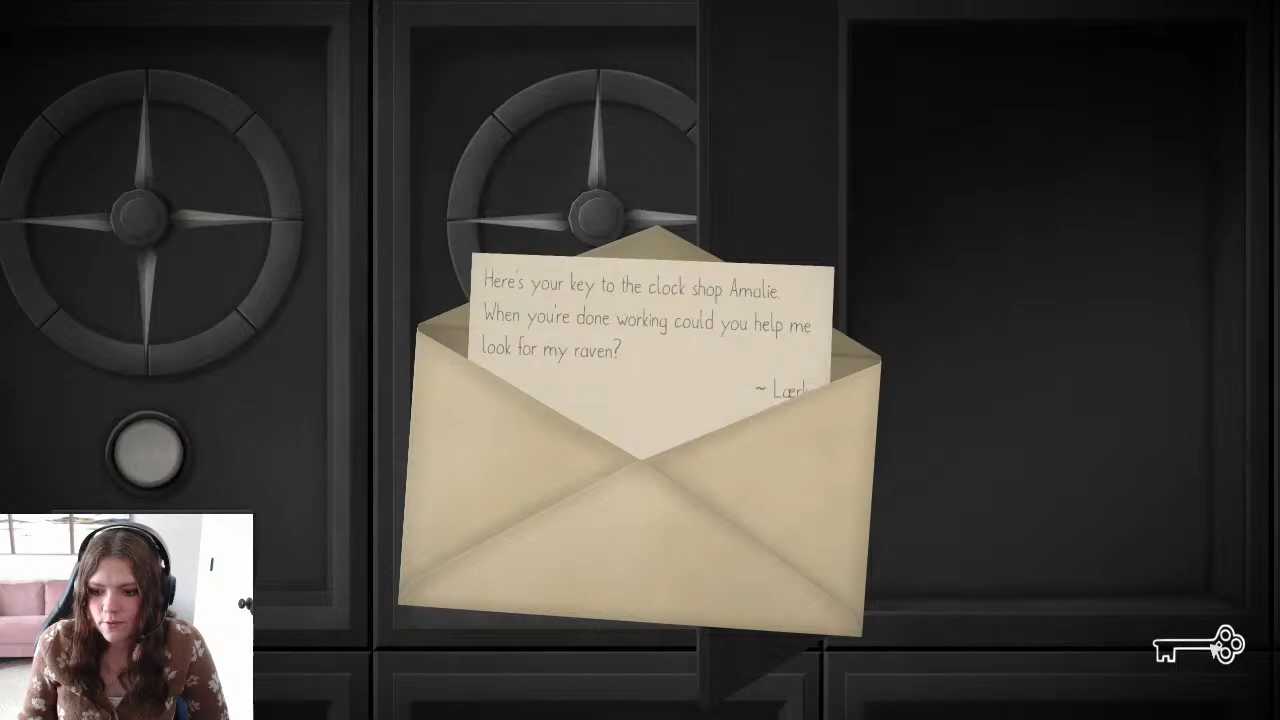 Here's your key to the clock shop Amalie.
When you're done working could you help me
look for my raven?
~